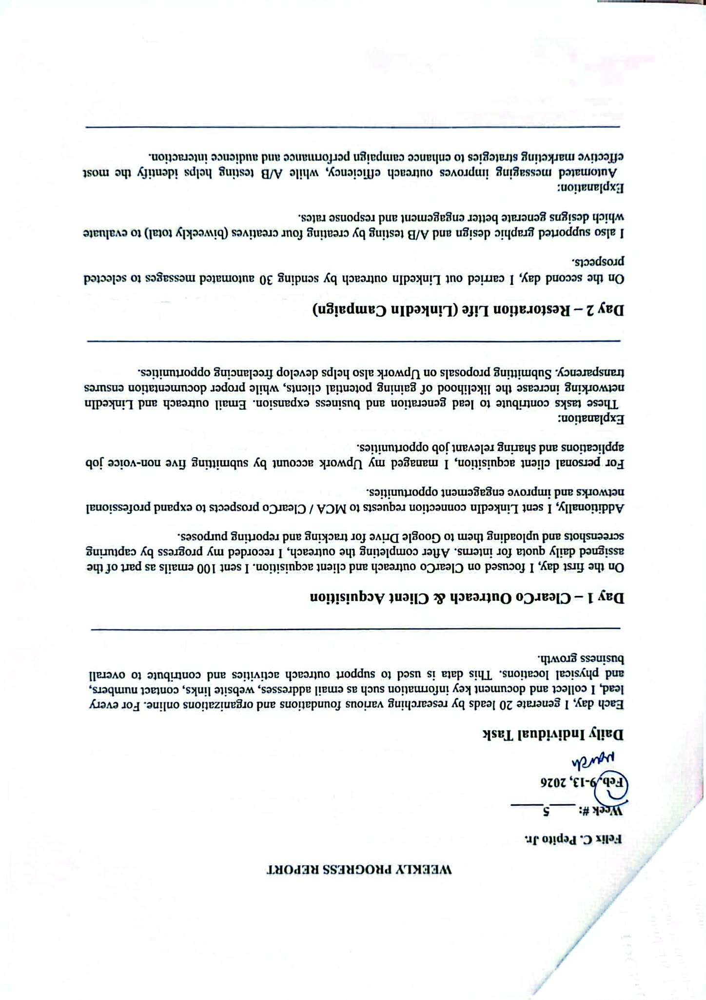 WEEKLY PROGRESS REPORT
Felix C. Pepito Jr.
Week #: _____5______
Feb. 9-13, 2026
March
Daily Individual Task
Each day, I generate 20 leads by researching various foundations and organizations online. For every
lead, I collect and document key information such as email addresses, website links, contact numbers,
and physical locations. This data is used to support outreach activities and contribute to overall
business growth.
Day 1 – ClearCo Outreach & Client Acquisition
On the first day, I focused on ClearCo outreach and client acquisition. I sent 100 emails as part of the
assigned daily quota for interns. After completing the outreach, I recorded my progress by capturing
screenshots and uploading them to Google Drive for tracking and reporting purposes.
Additionally, I sent LinkedIn connection requests to MCA / ClearCo prospects to expand professional
networks and improve engagement opportunities.
For personal client acquisition, I managed my Upwork account by submitting five non-voice job
applications and sharing relevant job opportunities.
Explanation:
These tasks contribute to lead generation and business expansion. Email outreach and LinkedIn
networking increase the likelihood of gaining potential clients, while proper documentation ensures
transparency. Submitting proposals on Upwork also helps develop freelancing opportunities.
Day 2 – Restoration Life (LinkedIn Campaign)
On the second day, I carried out LinkedIn outreach by sending 30 automated messages to selected
prospects.
I also supported graphic design and A/B testing by creating four creatives (biweekly total) to evaluate
which designs generate better engagement and response rates.
Explanation:
Automated messaging improves outreach efficiency, while A/B testing helps identify the most
effective marketing strategies to enhance campaign performance and audience interaction.